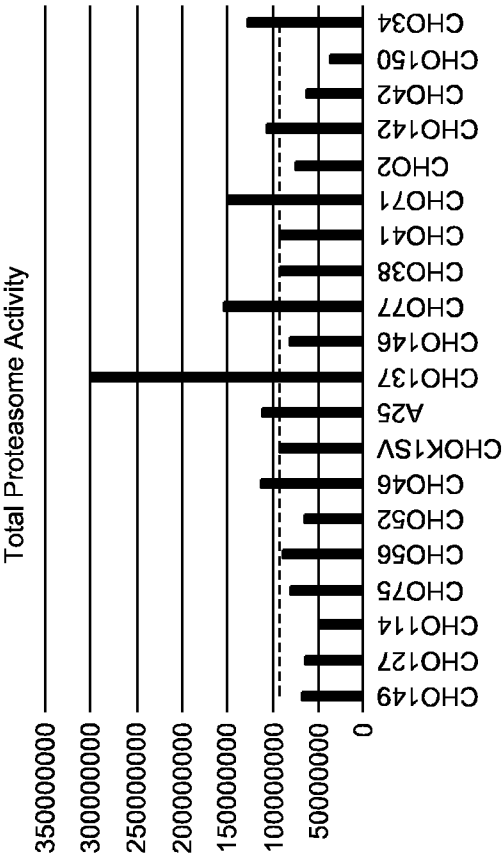 Total Proteasome Activity
350000000
300000000
250000000
200000000
150000000
100000000
50000000
0
CHO149
CHO127
CHO114
CHO75
CHO56
CHO52
CHO46
CHOK1SV
A25
CHO137
CHO146
CHO77
CHO38
CHO41
CHO71
CHO2
CHO142
CHO42
CHO150
CHO34